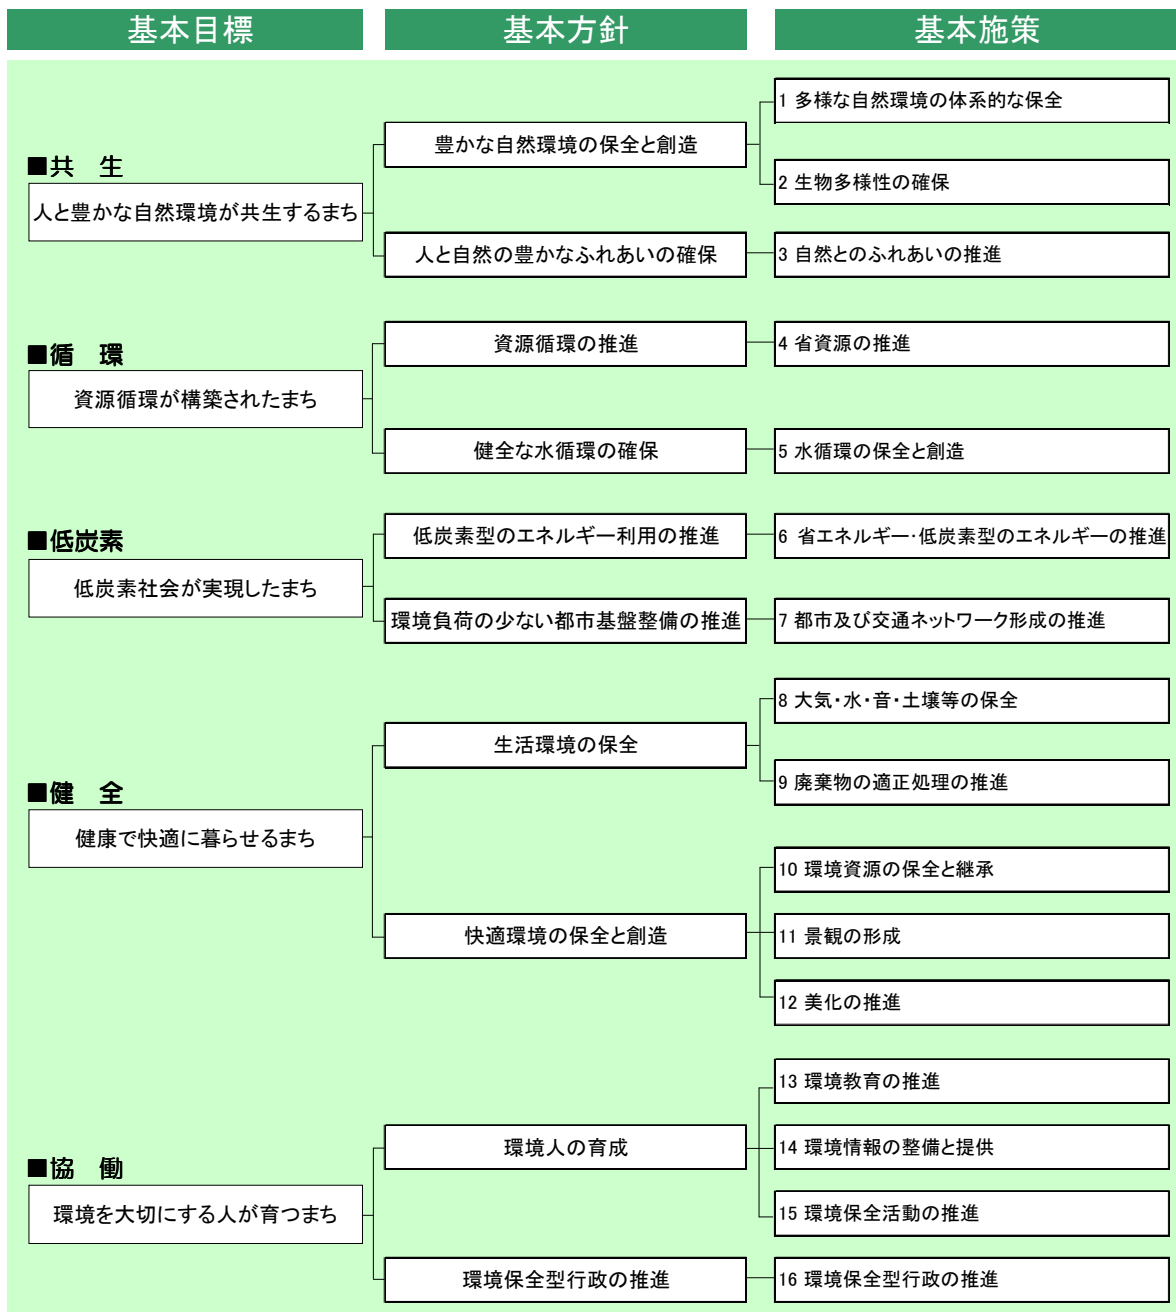 基本目標
基本方針
基本施策
■共　生
人と豊かな自然環境が共生するまち
豊かな自然環境の保全と創造
1 多様な自然環境の体系的な保全
2 生物多様性の確保
人と自然の豊かなふれあいの確保
3 自然とのふれあいの推進
■循　環
資源循環が構築されたまち
資源循環の推進
4 省資源の推進
健全な水循環の確保
5 水循環の保全と創造
■低炭素
低炭素社会が実現したまち
低炭素型のエネルギー利用の推進
6 省エネルギー・低炭素型のエネルギーの推進
環境負荷の少ない都市基盤整備の推進
7 都市及び交通ネットワーク形成の推進
■健　全
健康で快適に暮らせるまち
生活環境の保全
8 大気・水・音・土壌等の保全
9 廃棄物の適正処理の推進
快適環境の保全と創造
10 環境資源の保全と継承
11 景観の形成
12 美化の推進
■協　働
環境を大切にする人が育つまち
環境人の育成
13 環境教育の推進
14 環境情報の整備と提供
15 環境保全活動の推進
環境保全型行政の推進
16 環境保全型行政の推進